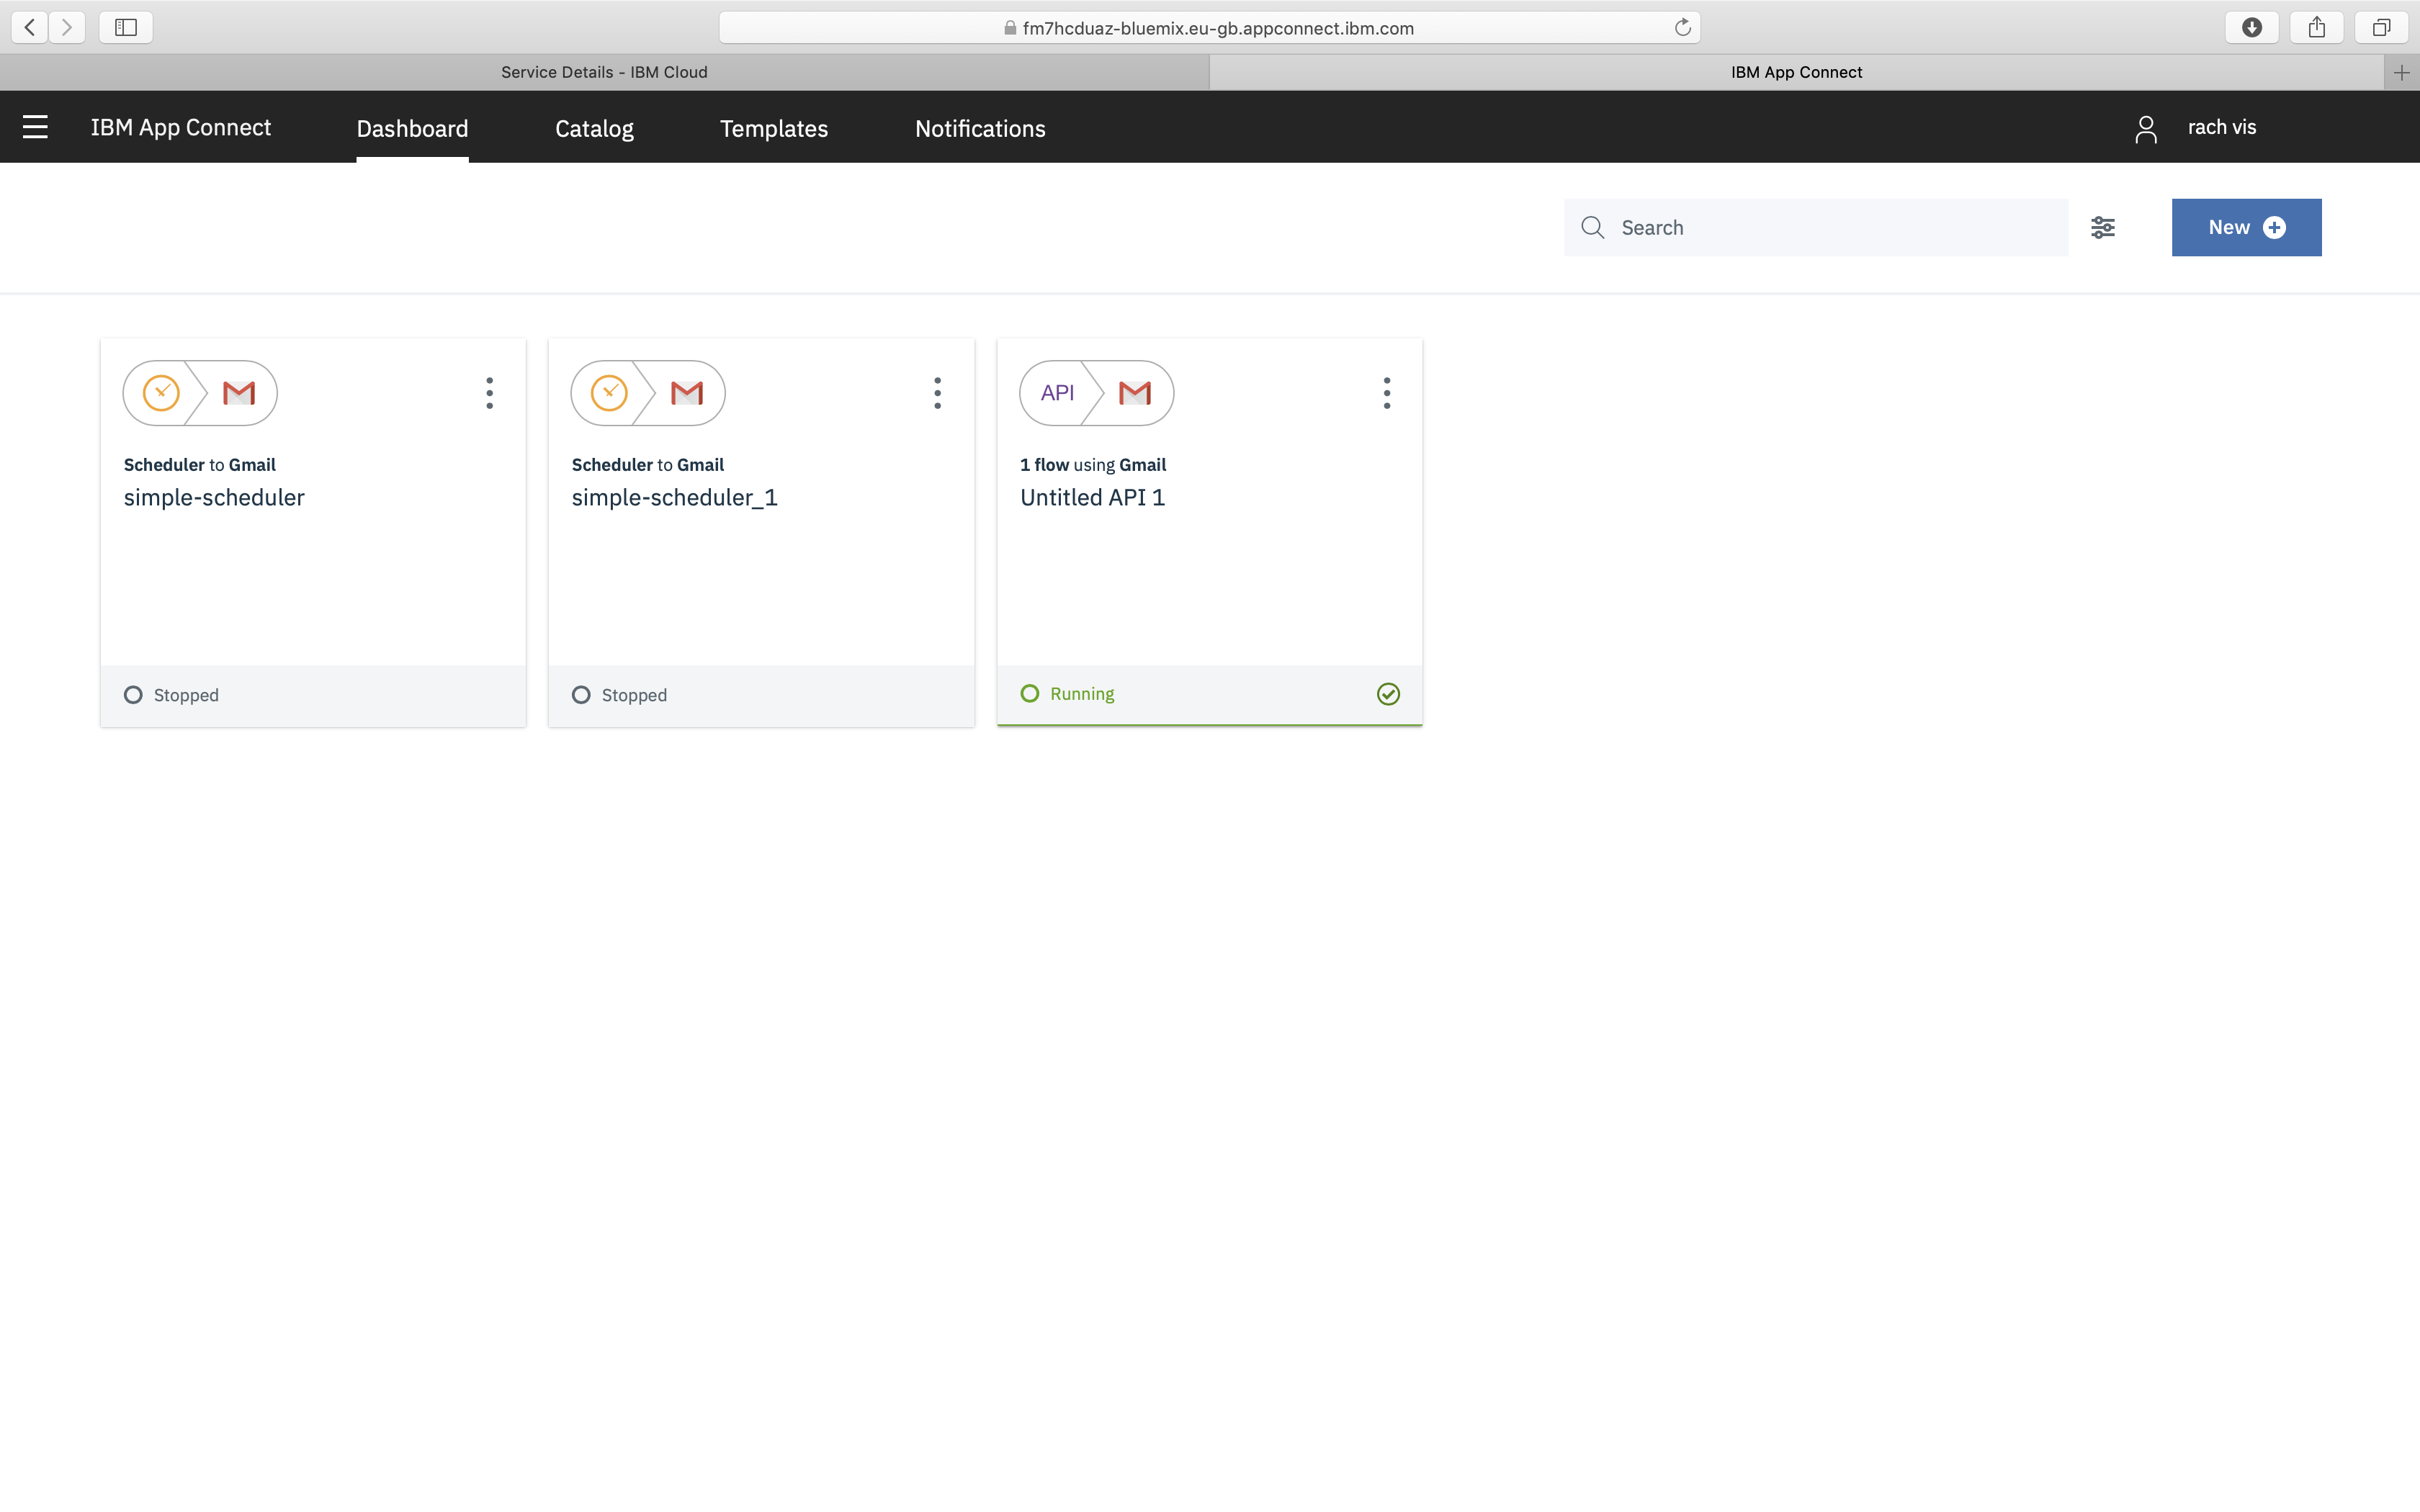 fm7hcduaz-bluemix.eu-gb.appconnect.ibm.com
Service Details - IBM Cloud
IBM App Connect
IBM App Connect
Dashboard
Catalog
Templates
Notifications
rach vis
Search
New
Scheduler to Gmail
simple-scheduler
Stopped
Scheduler to Gmail
simple-scheduler_1
Stopped
API
1 flow using Gmail
Untitled API 1
Running